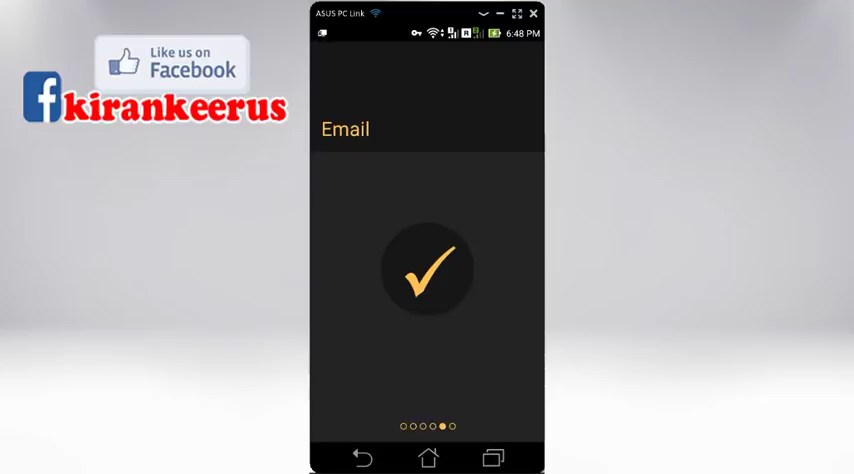 ASUS PC Link
6:48 PM
Like us on
Facebook
f kirankeerus
Email